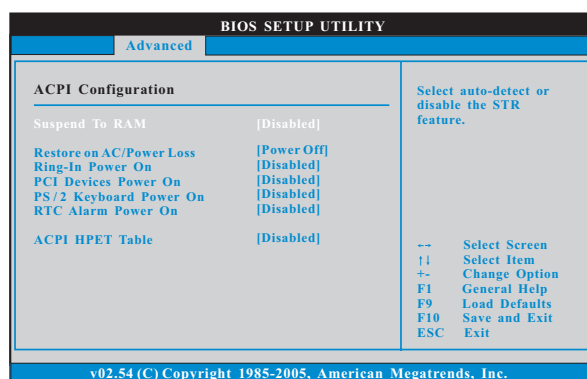 BIOS SETUP UTILITY
Advanced
ACPI Configuration
Suspend To RAM [Disabled]
Restore on AC/Power Loss [Power Off]
Ring-In Power On [Disabled]
PCI Devices Power On [Disabled]
PS/2 Keyboard Power On [Disabled]
RTC Alarm Power On [Disabled]
ACPI HPET Table [Disabled]
Select auto-detect or
disable the STR
feature.
←→ Select Screen
↑↓ Select Item
+- Change Option
F1 General Help
F9 Load Defaults
F10 Save and Exit
ESC Exit
v02.54 (C) Copyright 1985-2005, American Megatrends, Inc.